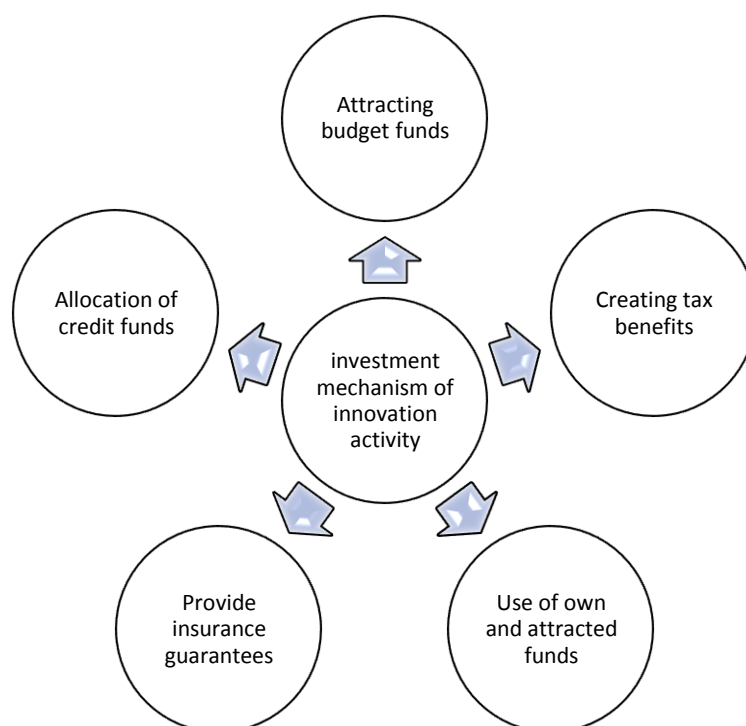 Attracting
budget funds
Allocation of
credit funds
Creating tax
benefits
investment
mechanism of
innovation
activity
Provide
insurance
guarantees
Use of own
and attracted
funds